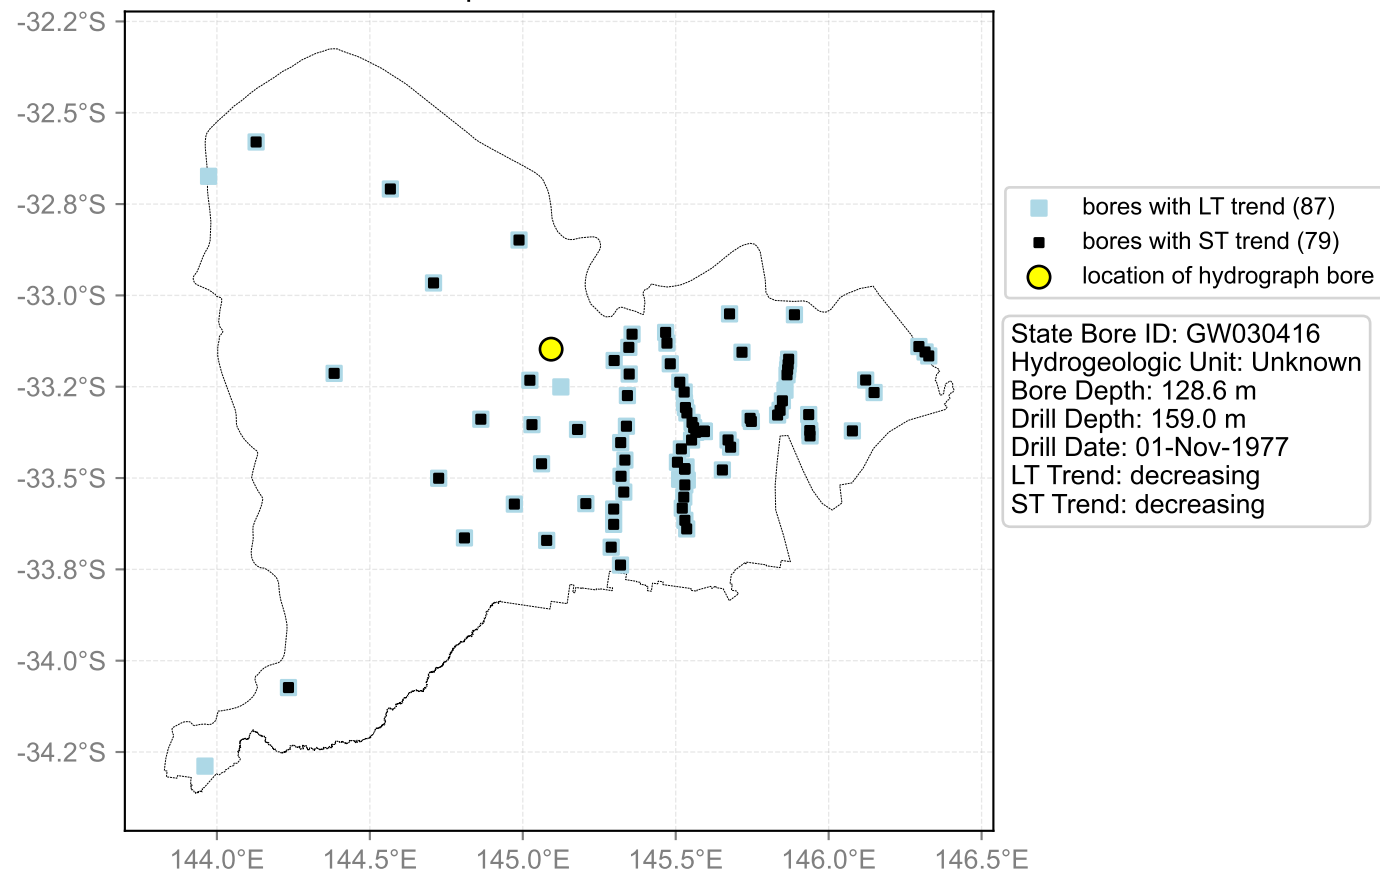 -32.2°S
-32.5°S
-32.8°S
-33.0°S
-33.2°S
-33.5°S
-33.8°S
-34.0°S
-34.2°S
144.0°E
144.5°E
145.0°E
145.5°E
146.0°E
146.5°E
bores with LT trend (87)
bores with ST trend (79)
location of hydrograph bore
State Bore ID: GW030416
Hydrogeologic Unit: Unknown
Bore Depth: 128.6 m
Drill Depth: 159.0 m
Drill Date: 01-Nov-1977
LT Trend: decreasing
ST Trend: decreasing